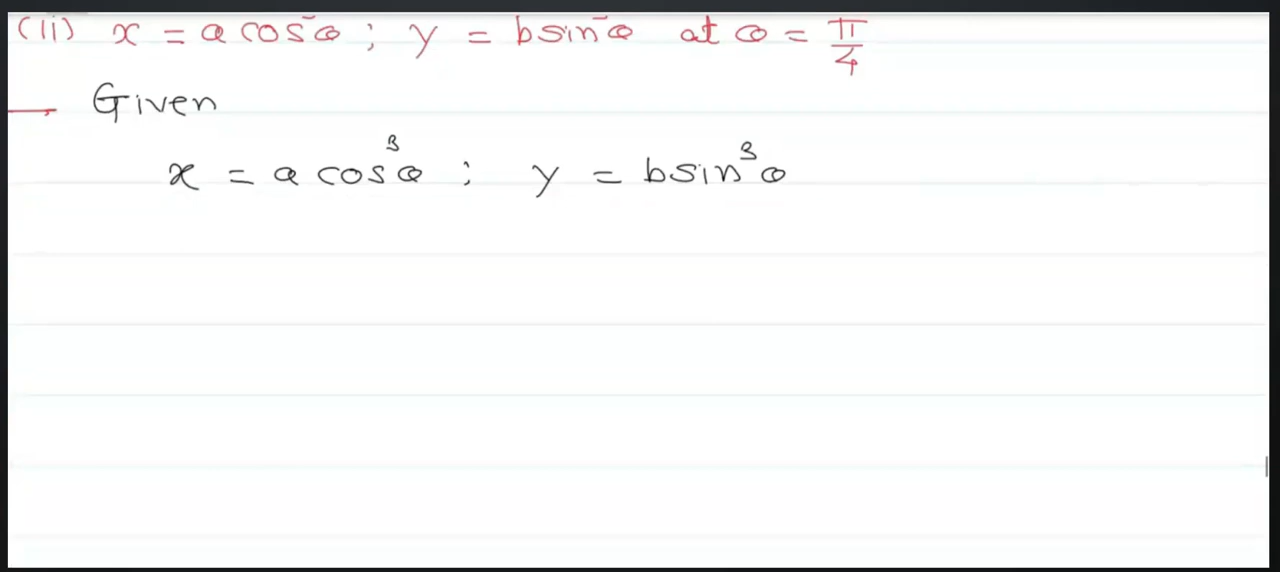 (ii) x = a cos³θ ; y = b sin³θ at θ = π/4
→ Given
x = a cos³θ ; y = b sin³θ